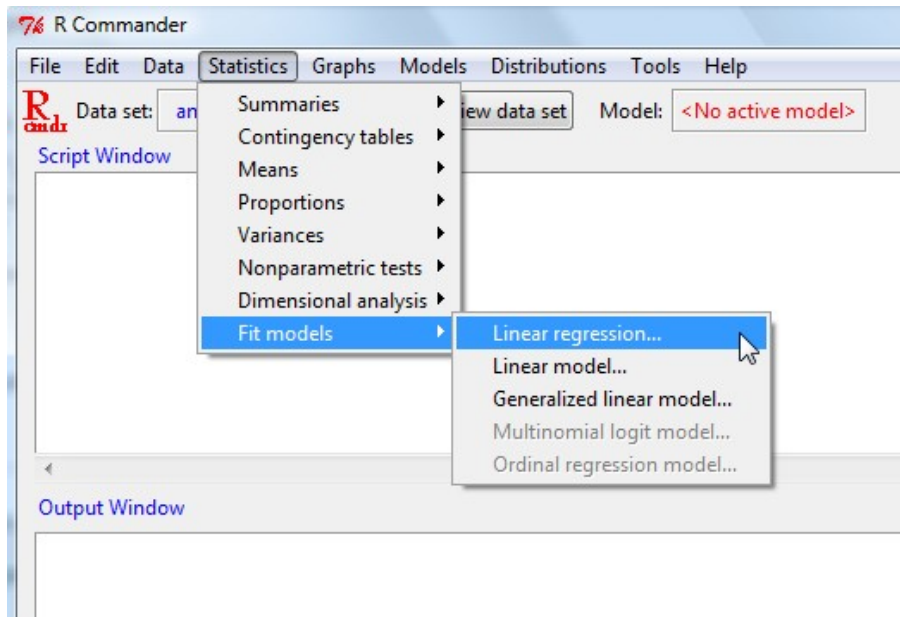 R Commander
File Edit Data Statistics Graphs Models Distributions Tools Help
R cmdr Data set: an iew data set Model: <No active model>
Script Window
Summaries
Contingency tables
Means
Proportions
Variances
Nonparametric tests
Dimensional analysis
Fit models
Linear regression...
Linear model...
Generalized linear model...
Multinomial logit model...
Ordinal regression model...
Output Window